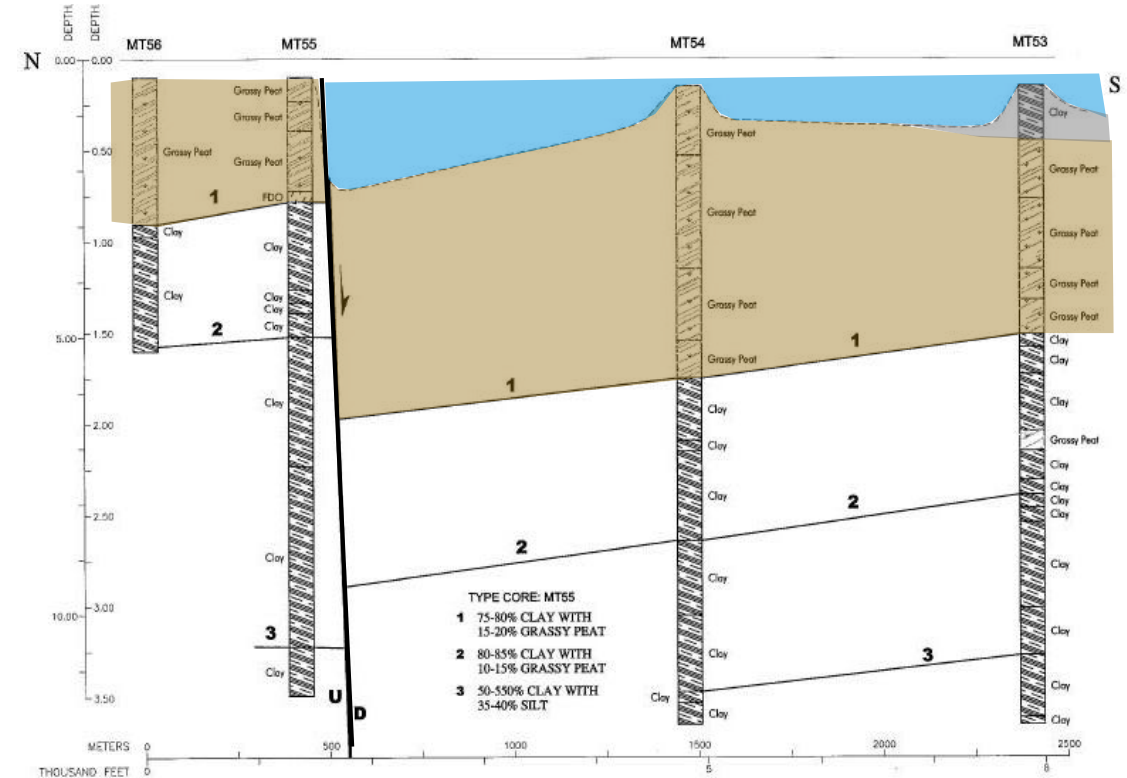 DEPTH, DEPTH,
MT56 MT55 MT54 MT53
N 0.00 0.00 S
Grassy Peat
Clay
Grassy Peat
Grassy Peat
0.50
Grassy Peat
Grassy Peat
Grassy Peat
1 FDO
Grassy Peat
Clay
Grassy Peat
1.00 Clay
Clay Clay
Clay
Grassy Peat
Grassy Peat
Grassy Peat
2 Clay
5.00 1.50
1 Clay
Grassy Peat
Clay
1
Clay Clay Clay
2.00
Clay
Grassy Peat
Clay
Clay
Clay
2 Clay
2.50
Clay
2
Clay
Clay
Clay
TYPE CORE: MT55
1 75-80% CLAY WITH
15-20% GRASSY PEAT
10.00 3.00
3
Clay
2 80-85% CLAY WITH
10-15% GRASSY PEAT
Clay
3
Clay
3 50-550% CLAY WITH
35-40% SILT
Clay
Clay
3.50
U D
Clay
Clay
METERS 0 500 1000 1500 2000 2500
THOUSAND FEET 0 5 8